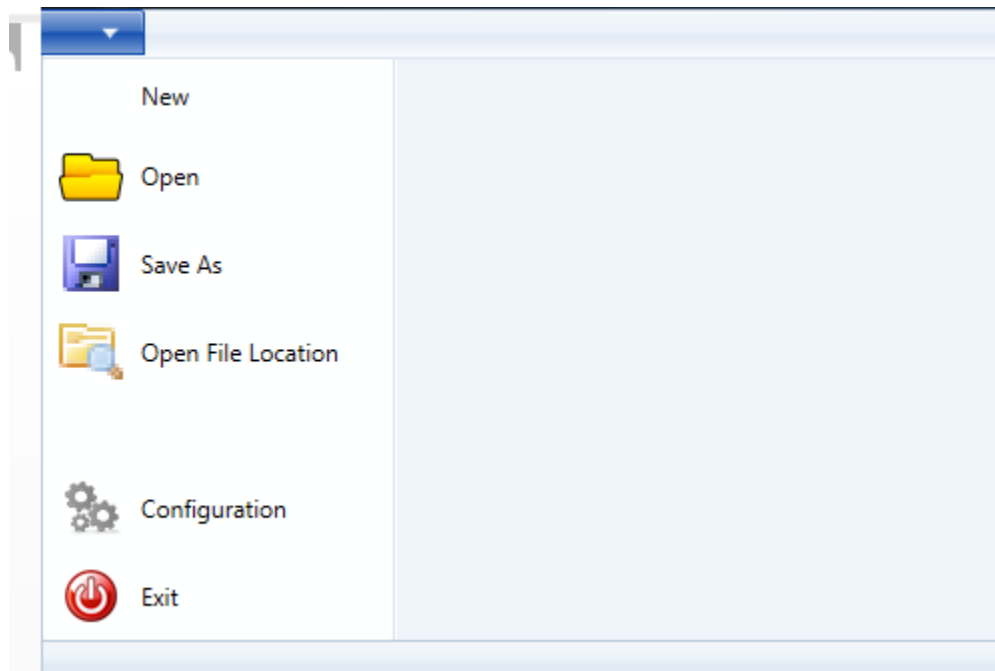 New
Open
Save As
Open File Location
Configuration
Exit